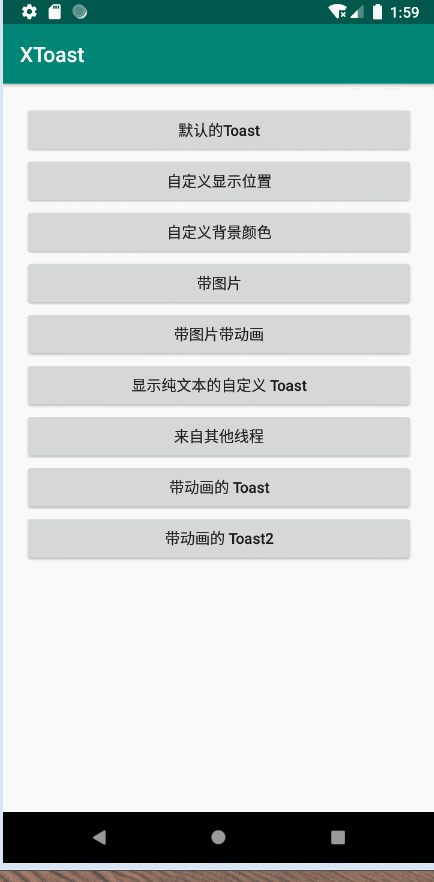 1:59
XToast
默认的Toast
自定义显示位置
自定义背景颜色
带图片
带图片带动画
显示纯文本的自定义 Toast
来自其他线程
带动画的 Toast
带动画的 Toast2